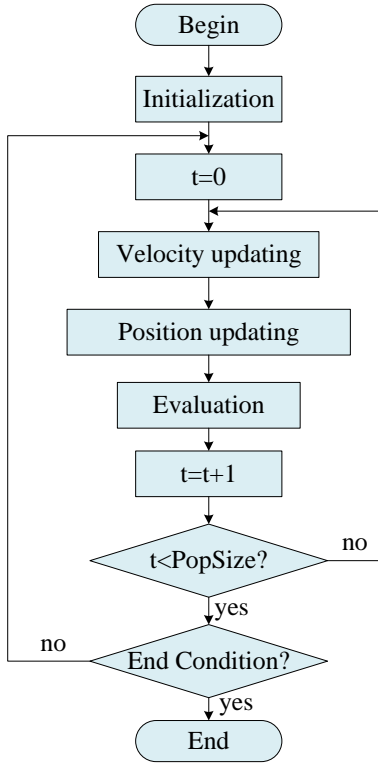 Begin
Initialization
t=0
Velocity updating
Position updating
Evaluation
t=t+1
t<PopSize?
no
yes
no
End Condition?
yes
End